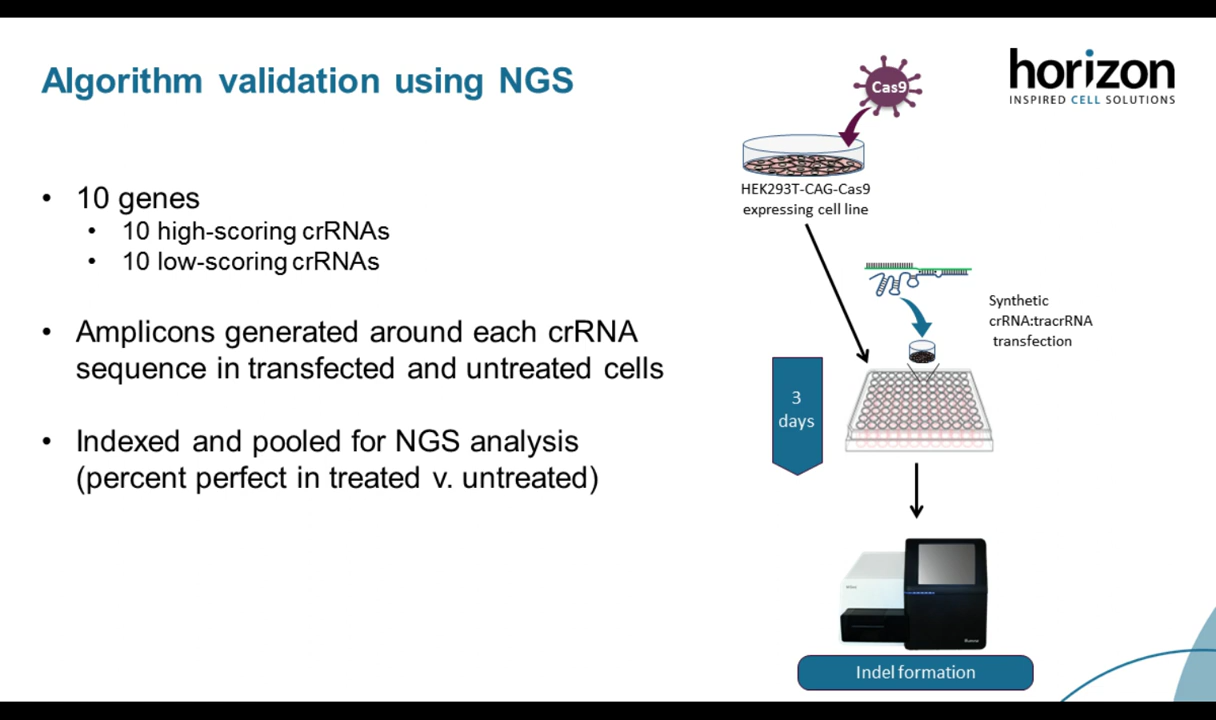 Algorithm validation using NGS
horizon
INSPIRED CELL SOLUTIONS
• 10 genes
• 10 high-scoring crRNAs
• 10 low-scoring crRNAs
• Amplicons generated around each crRNA
sequence in transfected and untreated cells
• Indexed and pooled for NGS analysis
(percent perfect in treated v. untreated)
Cas9
HEK293T-CAG-Cas9
expressing cell line
Synthetic
crRNA:tracrRNA
transfection
3
days
Indel formation